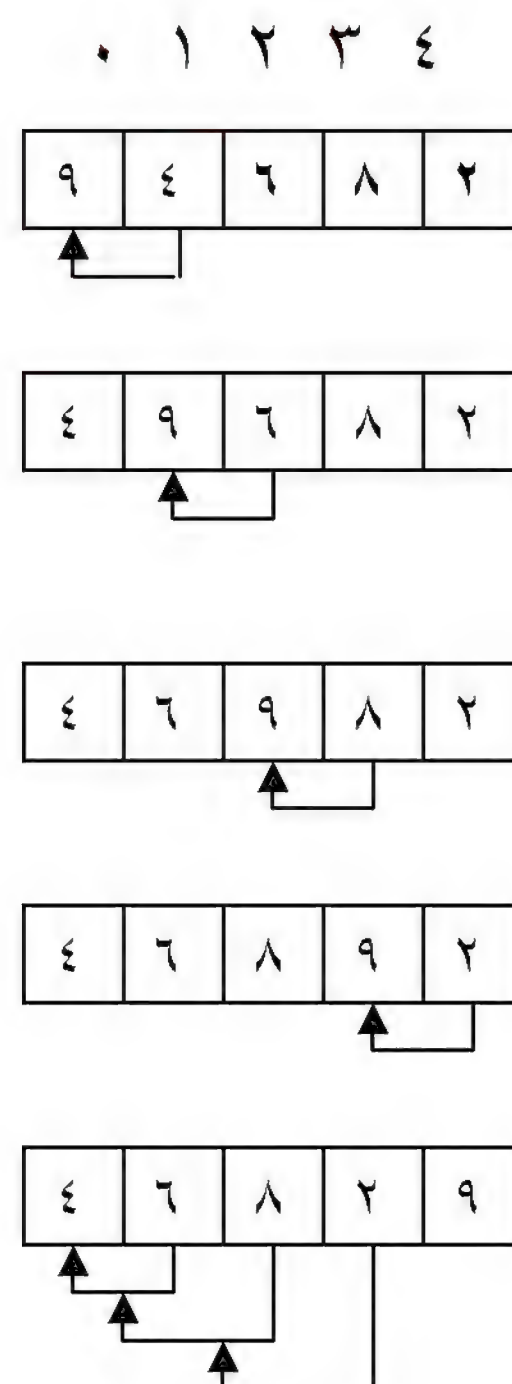 ٠ ١ ٢ ٣ ٤
٩ ٤ ٦ ٨ ٢
٤ ٩ ٦ ٨ ٢
٤ ٦ ٩ ٨ ٢
٤ ٦ ٨ ٩ ٢
٤ ٦ ٨ ٢ ٩